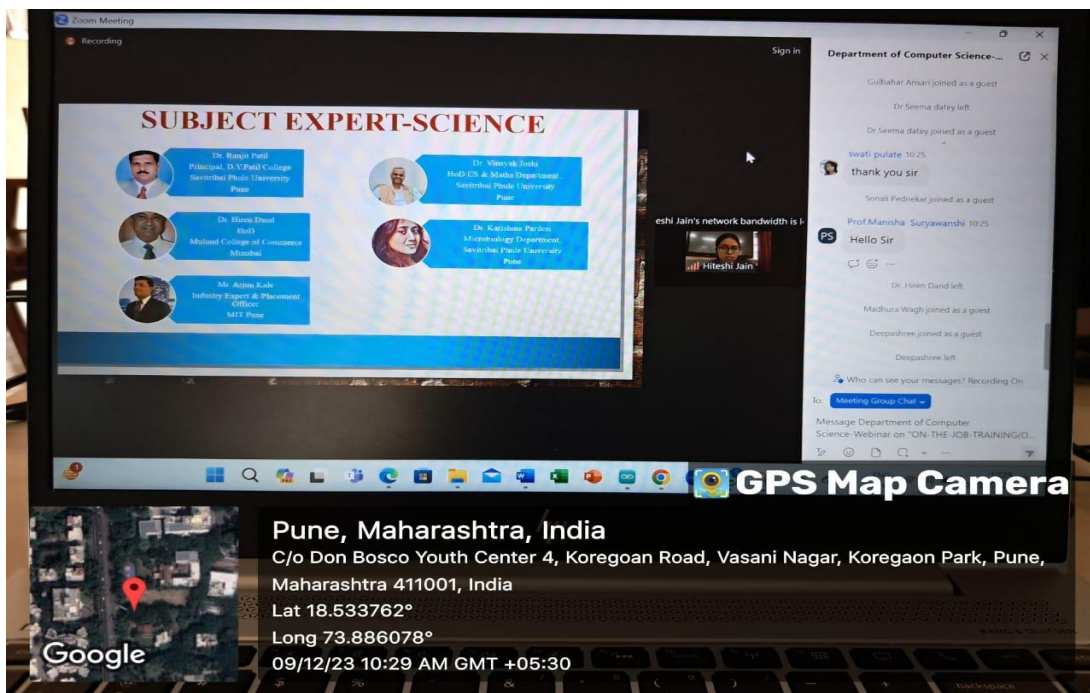 Zoom Meeting
Recording
Sign in
SUBJECT EXPERT-SCIENCE
Dr. Ranjit Patil
Principal, D.Y.Patil College
Savitribai Phule University
Pune
Dr. Vinayak Joshi
HoD CS & Maths Department,
Savitribai Phule University
Pune
Dr. Hiren Dand
HoD
Mulund College of Commerce
Mumbai
Dr. Karishma Pardesi
Microbiology Department,
Savitribai Phule University
Pune
Mr. Arjun Kale
Industry Expert & Placement
Officer
MIT Pune
eshi Jain's network bandwidth is l
Hiteshi Jain
Department of Computer Science-...
Gulbahar Ansari joined as a guest
Dr.Seema datey left
Dr.Seema datey joined as a guest
swati pulate 10:25
thank you sir
Sonali Pednekar joined as a guest
Prof.Manisha Suryawanshi 10:25
PS
Hello Sir
Dr. Hiren Dand left
Madhura Wagh joined as a guest
Deepashree joined as a guest
Deepashree left
Who can see your messages? Recording On
To: Meeting Group Chat
Message Department of Computer
Science-Webinar on "ON-THE-JOB-TRAINING(O...
GPS Map Camera
Pune, Maharashtra, India
C/o Don Bosco Youth Center 4, Koregoan Road, Vasani Nagar, Koregaon Park, Pune,
Maharashtra 411001, India
Lat 18.533762°
Long 73.886078°
09/12/23 10:29 AM GMT +05:30
Google
backspace